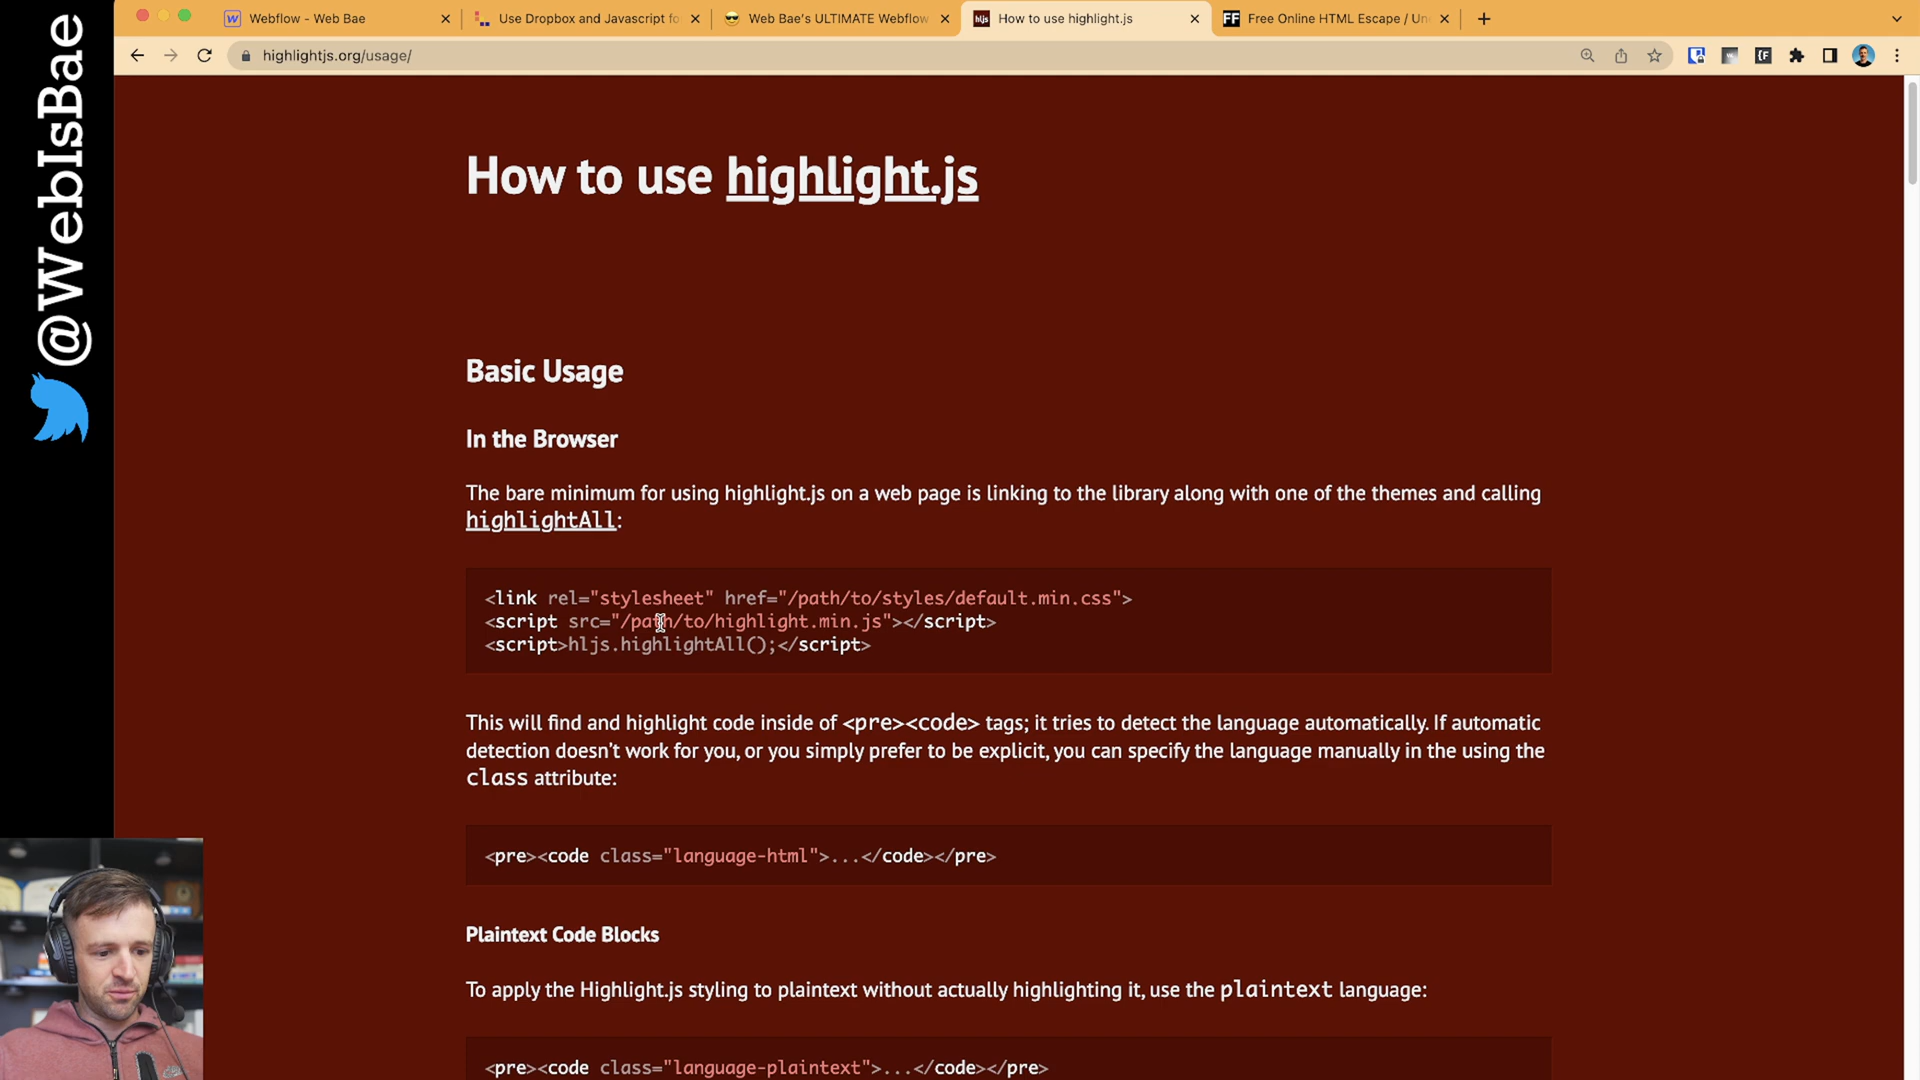 @WebIsBae
Webflow - Web Bae
Use Dropbox and Javascript fo
Web Bae's ULTIMATE Webflow
How to use highlight.js
Free Online HTML Escape / Un
highlightjs.org/usage/
How to use highlight.js
Basic Usage
In the Browser
The bare minimum for using highlight.js on a web page is linking to the library along with one of the themes and calling
highlightAll:
<link rel="stylesheet" href="/path/to/styles/default.min.css">
<script src="/path/to/highlight.min.js"></script>
<script>hljs.highlightAll();</script>
This will find and highlight code inside of <pre><code> tags; it tries to detect the language automatically. If automatic
detection doesn't work for you, or you simply prefer to be explicit, you can specify the language manually in the using the
class attribute:
<pre><code class="language-html">...</code></pre>
Plaintext Code Blocks
To apply the Highlight.js styling to plaintext without actually highlighting it, use the plaintext language:
<pre><code class="language-plaintext">...</code></pre>